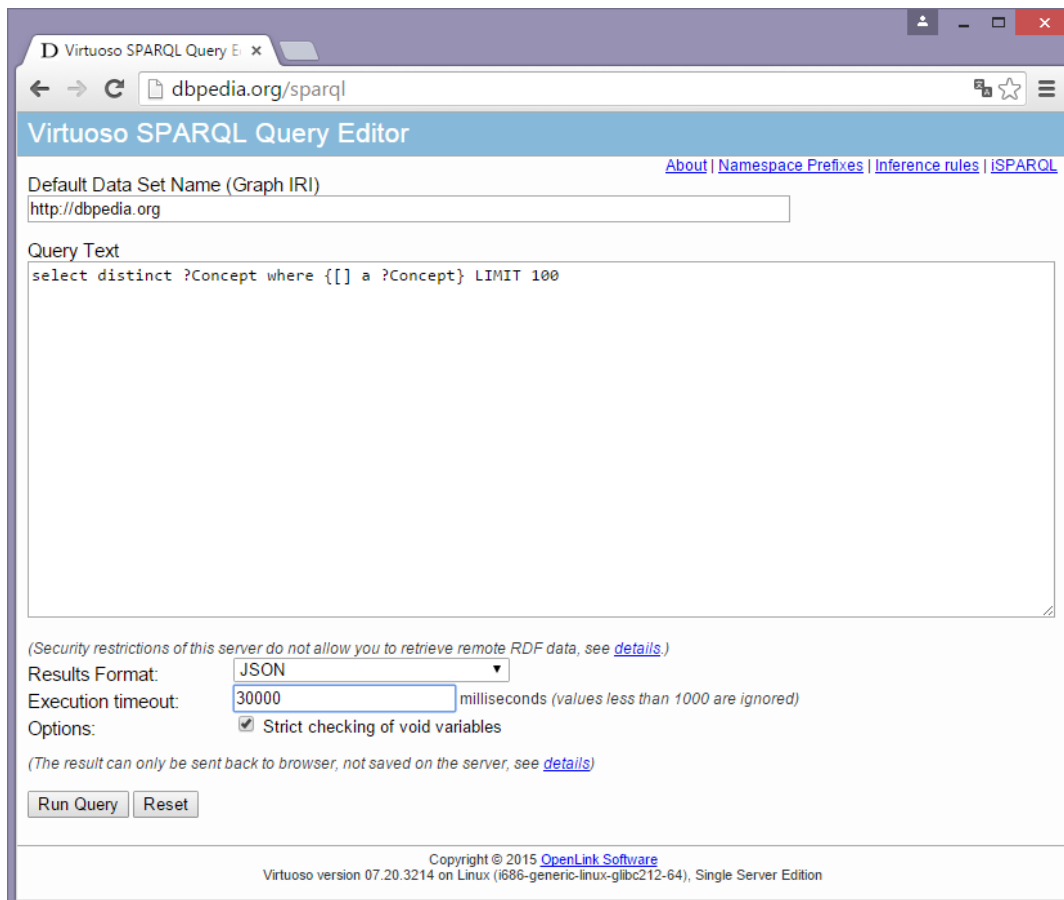 D Virtuoso SPARQL Query E
dbpedia.org/sparql
Virtuoso SPARQL Query Editor
About | Namespace Prefixes | Inference rules | iSPARQL
Default Data Set Name (Graph IRI)
http://dbpedia.org
Query Text
select distinct ?Concept where {[] a ?Concept} LIMIT 100
(Security restrictions of this server do not allow you to retrieve remote RDF data, see details.)
Results Format: JSON
Execution timeout: 30000 milliseconds (values less than 1000 are ignored)
Options: Strict checking of void variables
(The result can only be sent back to browser, not saved on the server, see details)
Run Query Reset
Copyright © 2015 OpenLink Software
Virtuoso version 07.20.3214 on Linux (i686-generic-linux-glibc212-64), Single Server Edition